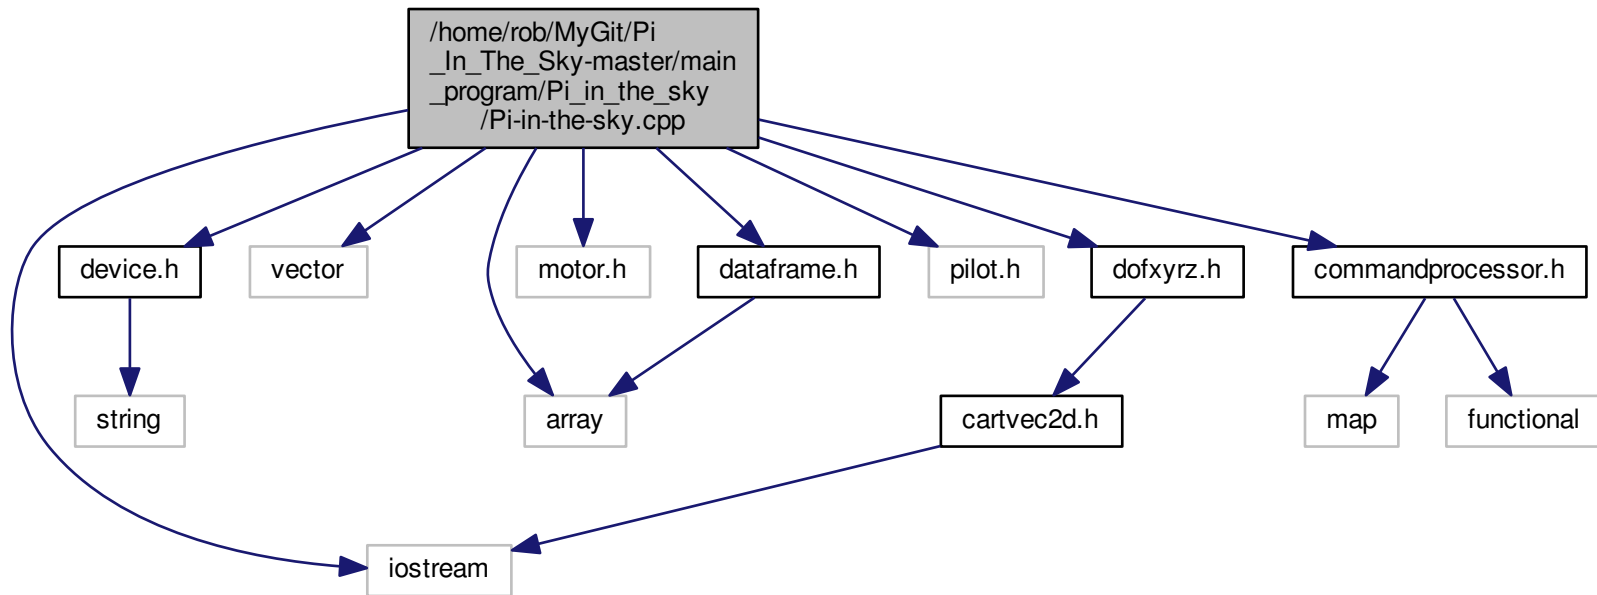 /home/rob/MyGit/Pi
_In_The_Sky-master/main
_program/Pi_in_the_sky
/Pi-in-the-sky.cpp
device.h
vector
motor.h
dataframe.h
pilot.h
dofxyrz.h
commandprocessor.h
string
array
cartvec2d.h
map
functional
iostream